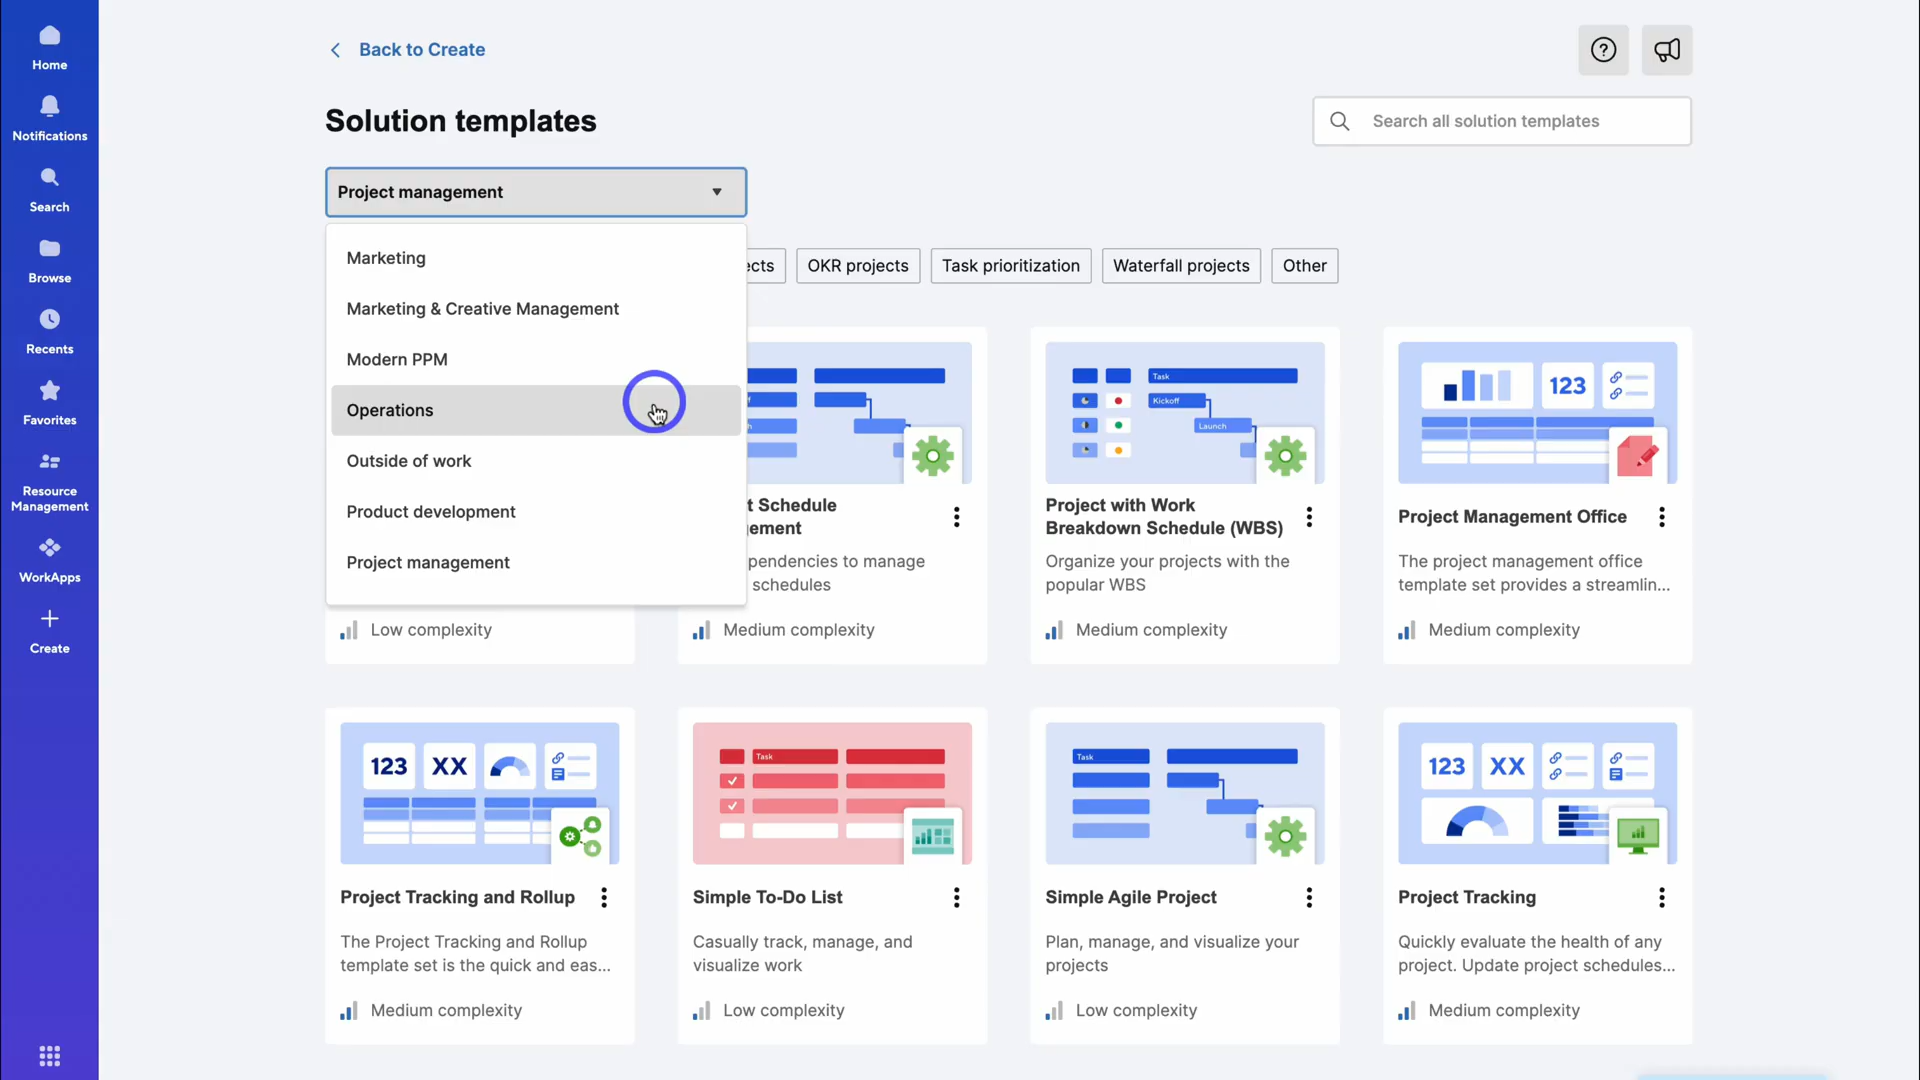 Home
Notifications
Search
Browse
Recents
Favorites
Resource
Management
WorkApps
Create
Back to Create
Solution templates
Search all solution templates
Project management
Marketing
Marketing & Creative Management
Modern PPM
Operations
Outside of work
Product development
Project management
ects
OKR projects
Task prioritization
Waterfall projects
Other
Low complexity
t Schedule
ement
pendencies to manage
schedules
Medium complexity
Task
Kickoff
Launch
Project with Work
Breakdown Schedule (WBS)
Organize your projects with the
popular WBS
Medium complexity
123
Project Management Office
The project management office
template set provides a streamlin...
Medium complexity
123 XX
Project Tracking and Rollup
The Project Tracking and Rollup
template set is the quick and eas...
Medium complexity
Task
Simple To-Do List
Casually track, manage, and
visualize work
Low complexity
Task
Simple Agile Project
Plan, manage, and visualize your
projects
Low complexity
123 XX
Project Tracking
Quickly evaluate the health of any
project. Update project schedules...
Medium complexity